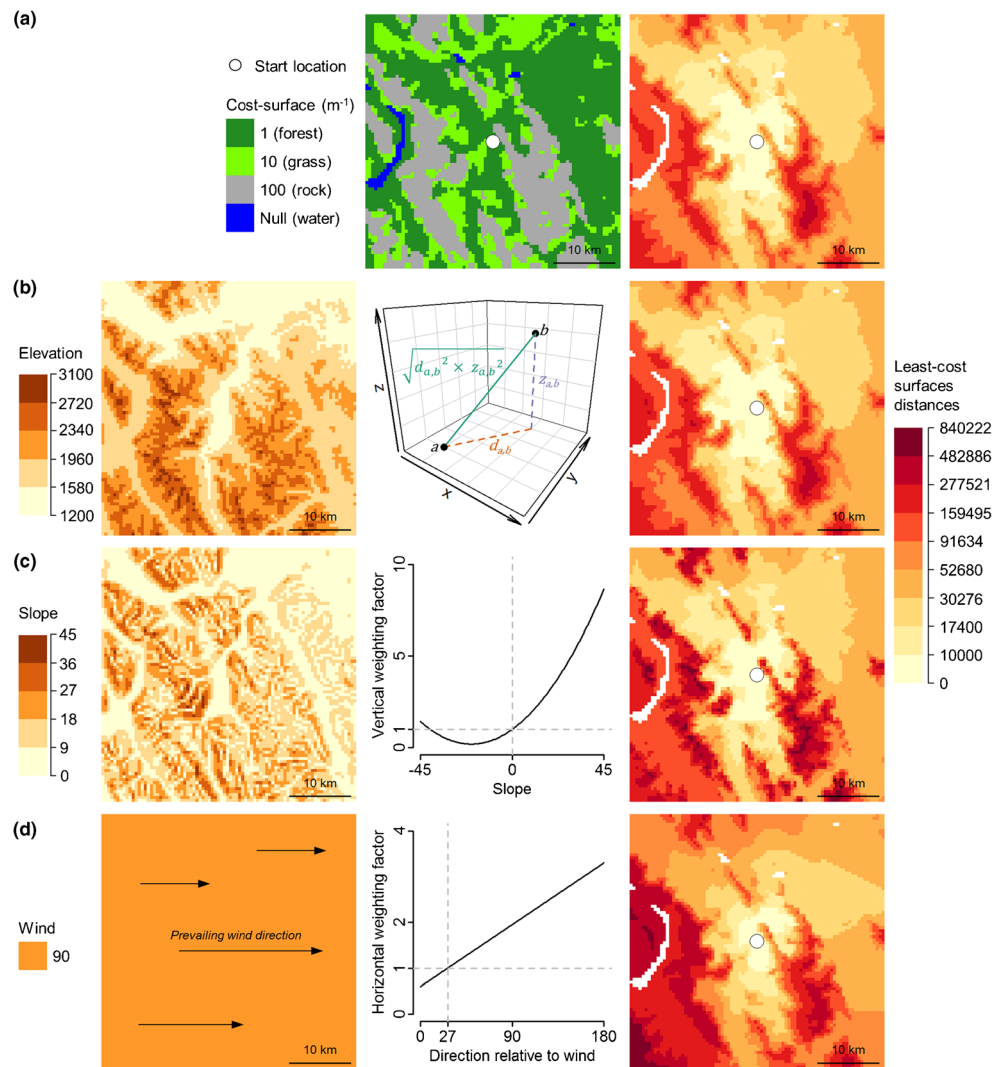 (a)
Start location
Cost-surface (m⁻¹)
1 (forest)
10 (grass)
100 (rock)
Null (water)
10 km
10 km
(b)
Elevation
3100
2720
2340
1960
1580
1200
10 km
z
x
y
a
b
√dₐ,b² × zₐ,b²
zₐ,b
dₐ,b
10 km
Least-cost
surfaces
distances
840222
482886
277521
159495
91634
52680
30276
17400
10000
0
(c)
Slope
45
36
27
18
9
0
10 km
Vertical weighting factor
10
5
1
0
-45
0
45
Slope
10 km
(d)
Wind
90
Prevailing wind direction
10 km
Horizontal weighting factor
4
2
1
0
0
27
90
180
Direction relative to wind
10 km